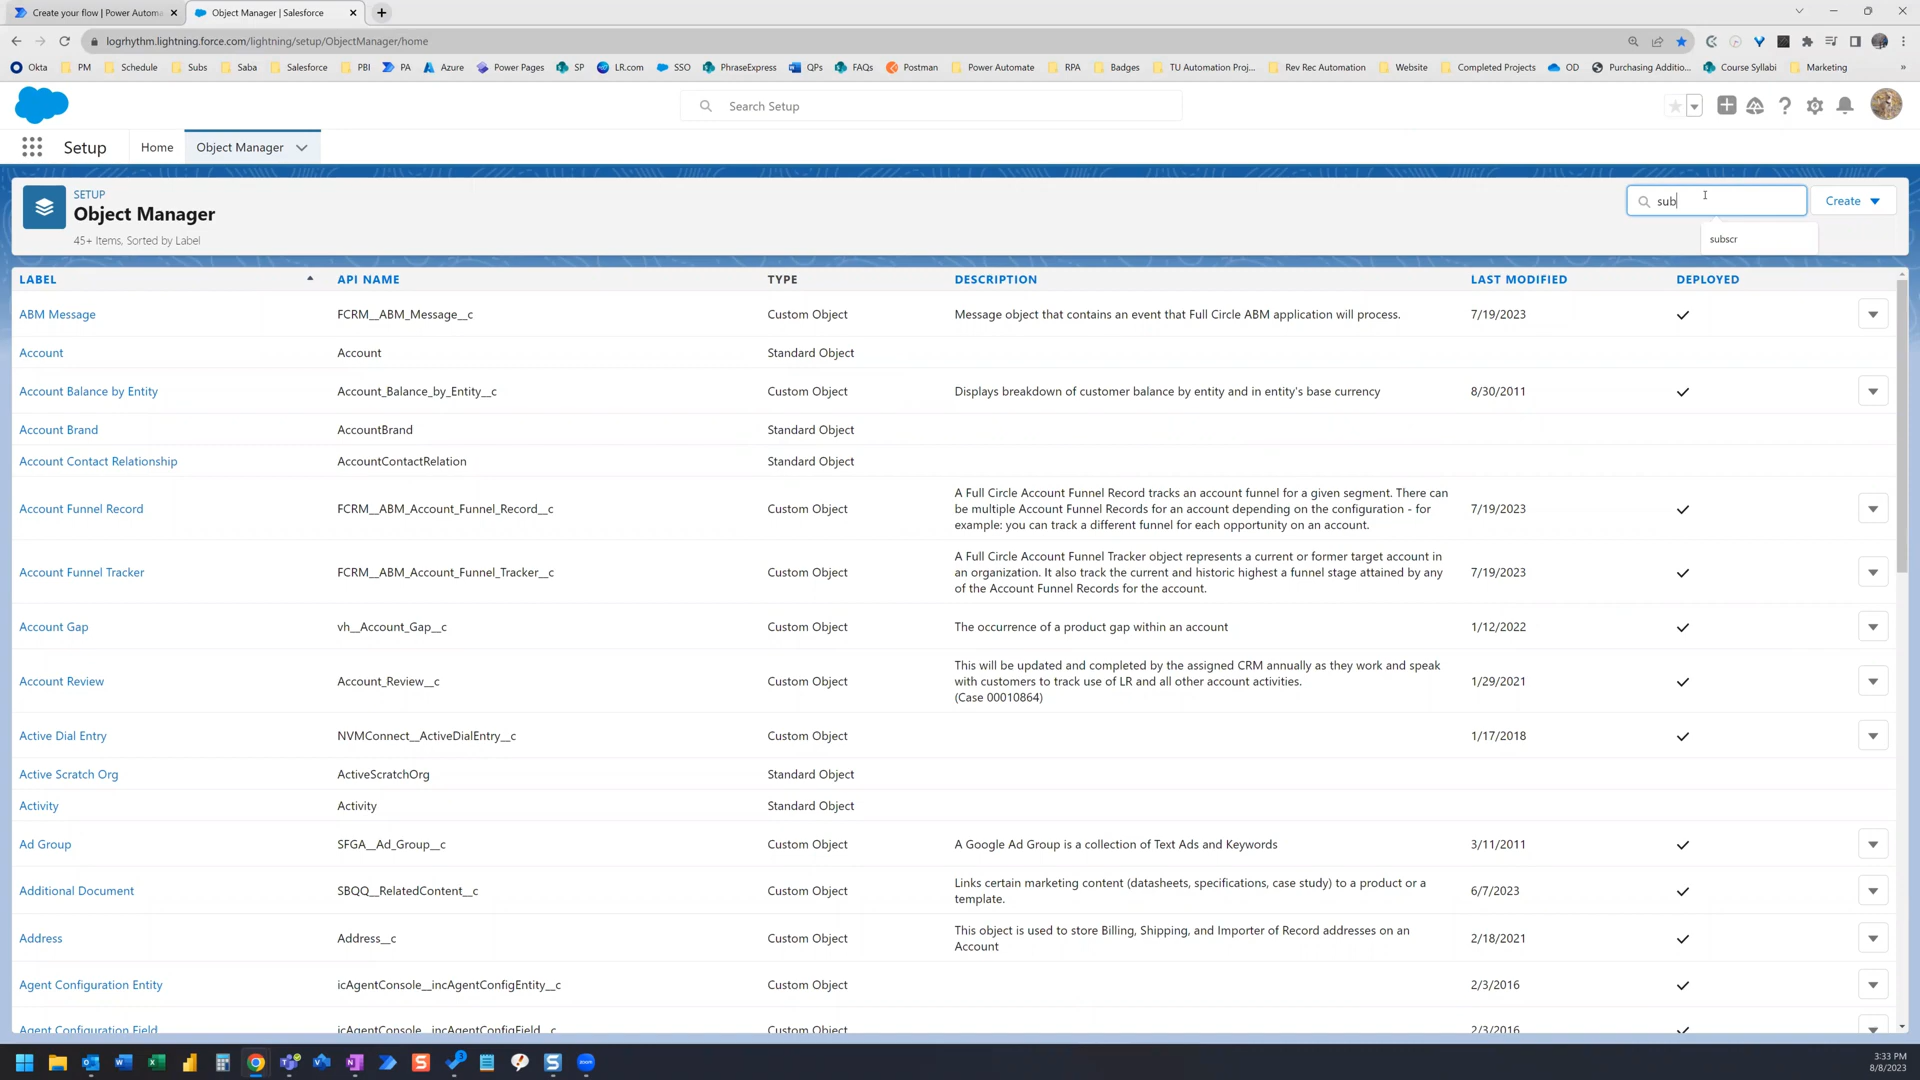 Create your flow | Power Automa
Object Manager | Salesforce
logrhythm.lightning.force.com/lightning/setup/ObjectManager/home
Okta PM Schedule Subs Saba Salesforce PBI PA Azure Power Pages SP LR.com SSO PhraseExpress QPs FAQs Postman Power Automate RPA Badges TU Automation Proj... Rev Rec Automation Website Completed Projects OD Purchasing Additio... Course Syllabi Marketing »
Search Setup
Setup Home Object Manager
SETUP
Object Manager
45+ Items, Sorted by Label
sub
Create
subscr
LABEL API NAME TYPE DESCRIPTION LAST MODIFIED DEPLOYED
ABM Message FCRM__ABM_Message__c Custom Object Message object that contains an event that Full Circle ABM application will process. 7/19/2023
Account Account Standard Object
Account Balance by Entity Account_Balance_by_Entity__c Custom Object Displays breakdown of customer balance by entity and in entity's base currency 8/30/2011
Account Brand AccountBrand Standard Object
Account Contact Relationship AccountContactRelation Standard Object
A Full Circle Account Funnel Record tracks an account funnel for a given segment. There can
Account Funnel Record FCRM__ABM_Account_Funnel_Record__c Custom Object be multiple Account Funnel Records for an account depending on the configuration - for 7/19/2023
example: you can track a different funnel for each opportunity on an account.
A Full Circle Account Funnel Tracker object represents a current or former target account in
Account Funnel Tracker FCRM__ABM_Account_Funnel_Tracker__c Custom Object an organization. It also track the current and historic highest a funnel stage attained by any 7/19/2023
of the Account Funnel Records for the account.
Account Gap vh__Account_Gap__c Custom Object The occurrence of a product gap within an account 1/12/2022
This will be updated and completed by the assigned CRM annually as they work and speak
Account Review Account_Review__c Custom Object with customers to track use of LR and all other account activities. 1/29/2021
(Case 00010864)
Active Dial Entry NVMConnect__ActiveDialEntry__c Custom Object 1/17/2018
Active Scratch Org ActiveScratchOrg Standard Object
Activity Activity Standard Object
Ad Group SFGA__Ad_Group__c Custom Object A Google Ad Group is a collection of Text Ads and Keywords 3/11/2011
Links certain marketing content (datasheets, specifications, case study) to a product or a
Additional Document SBQQ__RelatedContent__c Custom Object 6/7/2023
template.
This object is used to store Billing, Shipping, and Importer of Record addresses on an
Address Address__c Custom Object 2/18/2021
Account
Agent Configuration Entity icAgentConsole__incAgentConfigEntity__c Custom Object 2/3/2016
Agent Configuration Field icAgentConsole__incAgentConfigField__c Custom Object 2/3/2016
3:33 PM
8/8/2023